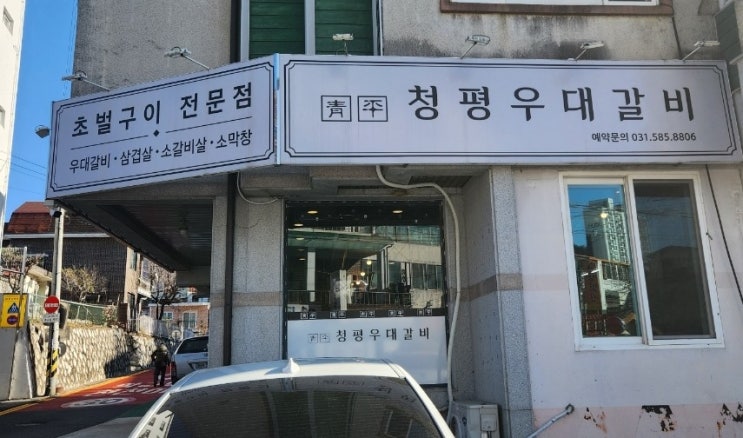 초벌구이 전문점
우대갈비 · 삼겹살 · 소갈비살 · 소막창
青平 청평우대갈비
예약문의 031.585.8806
青平 청평우대갈비